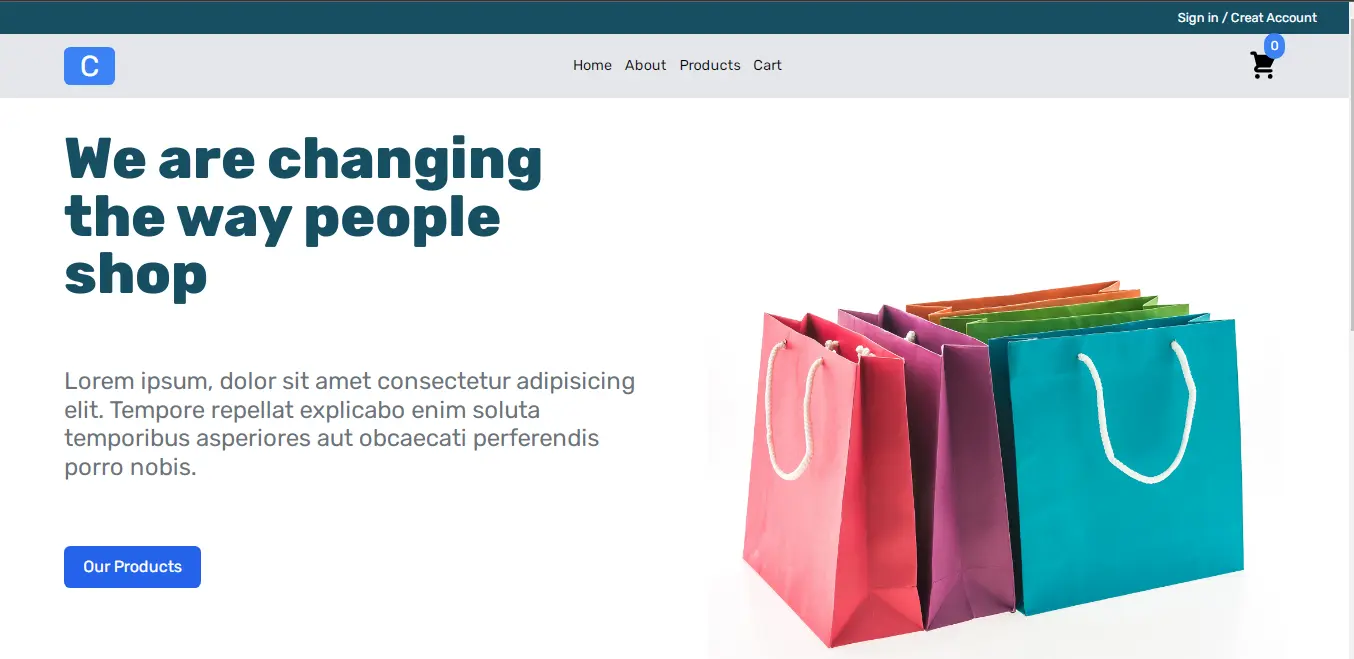 Sign in / Creat Account
C
Home About Products Cart
0
We are changing
the way people
shop
Lorem ipsum, dolor sit amet consectetur adipisicing
elit. Tempore repellat explicabo enim soluta
temporibus asperiores aut obcaecati perferendis
porro nobis.
Our Products